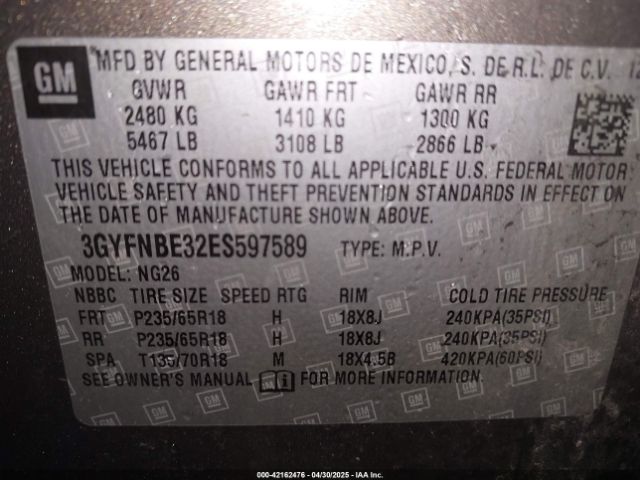 GM MFD BY GENERAL MOTORS DE MEXICO, S. DE R.L. DE C.V. 12
GVWR GAWR FRT GAWR RR
2480 KG 1410 KG 1300 KG
5467 LB 3108 LB 2866 LB
THIS VEHICLE CONFORMS TO ALL APPLICABLE U.S. FEDERAL MOTOR
VEHICLE SAFETY AND THEFT PREVENTION STANDARDS IN EFFECT ON
THE DATE OF MANUFACTURE SHOWN ABOVE.
3GYFNBE32ES597589 TYPE: M.P.V.
MODEL: NG26
NBBC TIRE SIZE SPEED RTG RIM COLD TIRE PRESSURE
FRT P235/65R18 H 18X8J 240KPA(35PSI)
RR P235/65R18 H 18X8J 240KPA(35PSI)
SPA T135/70R18 M 18X4.5B 420KPA(60PSI)
SEE OWNER'S MANUAL FOR MORE INFORMATION.
000-42162476 - 04/30/2025 - Copyright © 2025 IAA Inc.